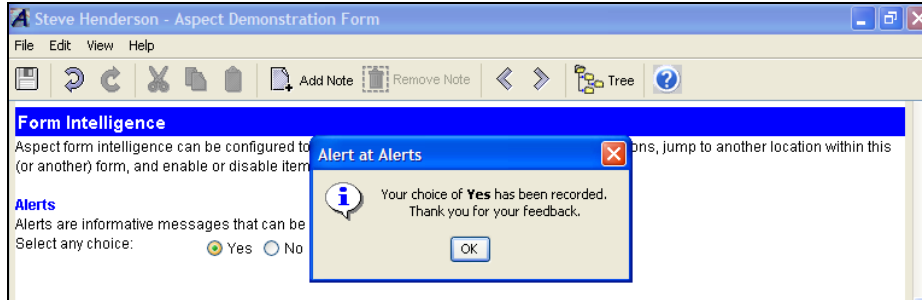 Steve Henderson - Aspect Demonstration Form
File Edit View Help
Add Note Remove Note Tree
Form Intelligence
Aspect form intelligence can be configured to
ons, jump to another location within this
(or another) form, and enable or disable item
Alert at Alerts
Your choice of Yes has been recorded.
Thank you for your feedback.
OK
Alerts
Alerts are informative messages that can be
Select any choice: Yes No